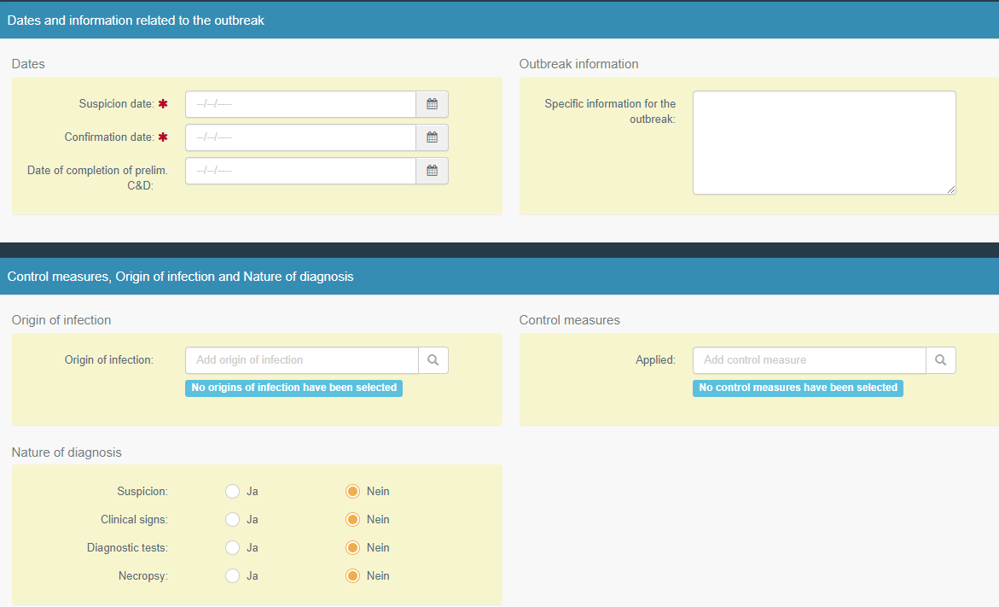 Dates and information related to the outbreak
Dates
Suspicion date: ✱
--/--/----
Confirmation date: ✱
--/--/----
Date of completion of prelim.
C&D:
--/--/----
Outbreak information
Specific information for the
outbreak:
Control measures, Origin of infection and Nature of diagnosis
Origin of infection
Origin of infection:
Add origin of infection
No origins of infection have been selected
Control measures
Applied:
Add control measure
No control measures have been selected
Nature of diagnosis
Suspicion: Ja Nein
Clinical signs: Ja Nein
Diagnostic tests: Ja Nein
Necropsy: Ja Nein